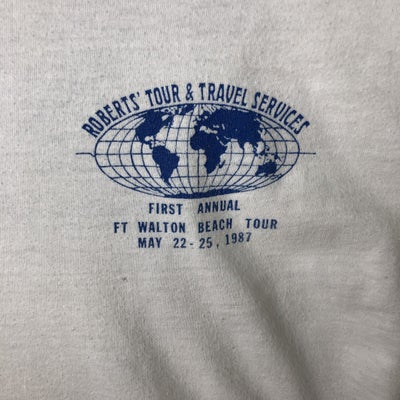 ROBERTS' TOUR & TRAVEL SERVICES
FIRST ANNUAL
FT WALTON BEACH TOUR
MAY 22-25, 1987